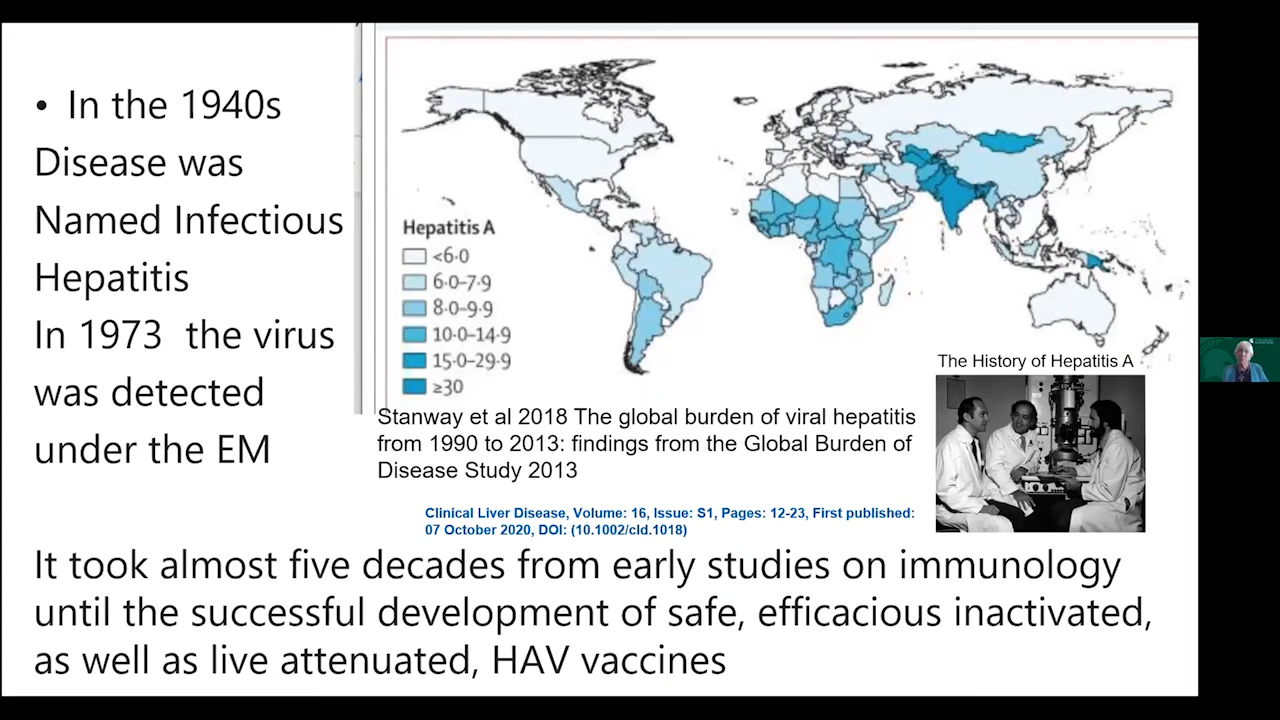 • In the 1940s
Disease was
Named Infectious
Hepatitis
In 1973 the virus
was detected
under the EM
Hepatitis A
<6·0
6·0–7·9
8·0–9·9
10·0–14·9
15·0–29·9
≥30
Stanway et al 2018 The global burden of viral hepatitis
from 1990 to 2013: findings from the Global Burden of
Disease Study 2013
The History of Hepatitis A
Clinical Liver Disease, Volume: 16, Issue: S1, Pages: 12-23, First published:
07 October 2020, DOI: (10.1002/cld.1018)
It took almost five decades from early studies on immunology
until the successful development of safe, efficacious inactivated,
as well as live attenuated, HAV vaccines